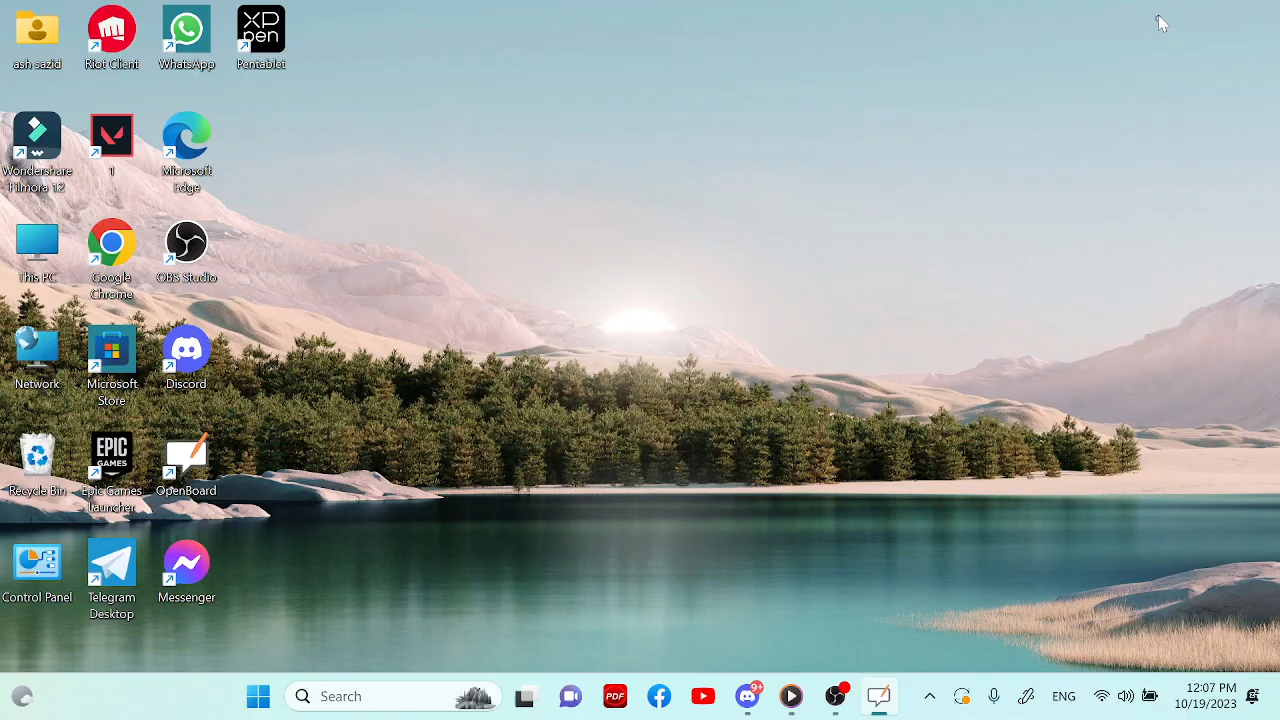 ash sazid
Riot Client
WhatsApp
XP
pen
Pentablet
Wondershare
Filmora 12
1
Microsoft
Edge
This PC
Google
Chrome
OBS Studio
Network
Microsoft
Store
Discord
EPIC
GAMES
Recycle Bin
Epic Games
Launcher
OpenBoard
Control Panel
Telegram
Desktop
Messenger
Search
PDF
9+
ENG
12:07 PM
10/19/2023